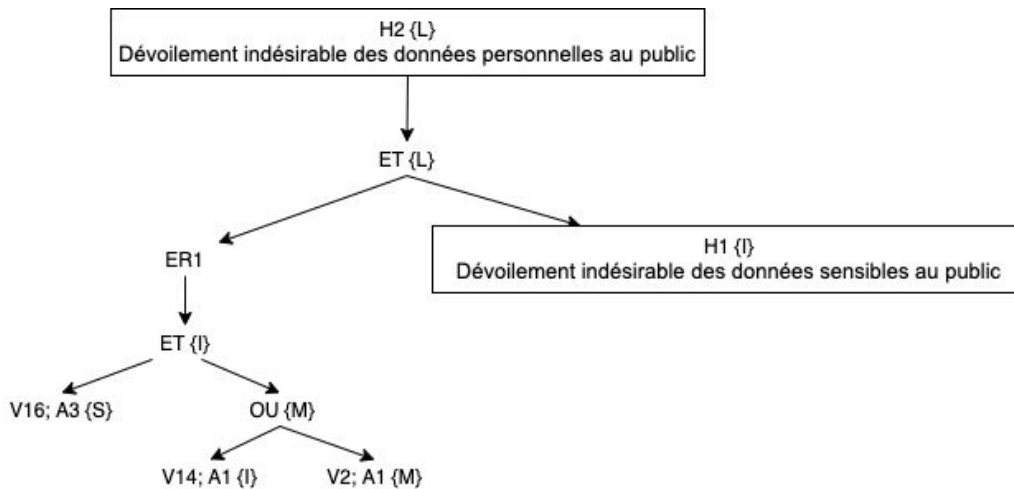 H2 {L}
Dévoilement indésirable des données personnelles au public
ET {L}
ER1
H1 {I}
Dévoilement indésirable des données sensibles au public
ET {I}
V16; A3 {S}
OU {M}
V14; A1 {I}
V2; A1 {M}